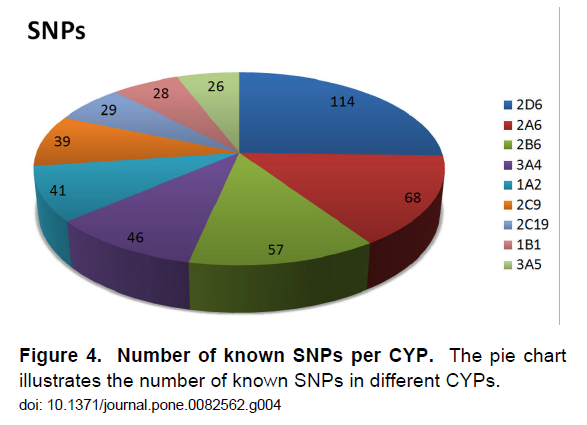 SNPs
114
68
57
46
41
39
29
28
26
2D6
2A6
2B6
3A4
1A2
2C9
2C19
1B1
3A5
Figure 4. Number of known SNPs per CYP. The pie chart
illustrates the number of known SNPs in different CYPs.
doi: 10.1371/journal.pone.0082562.g004